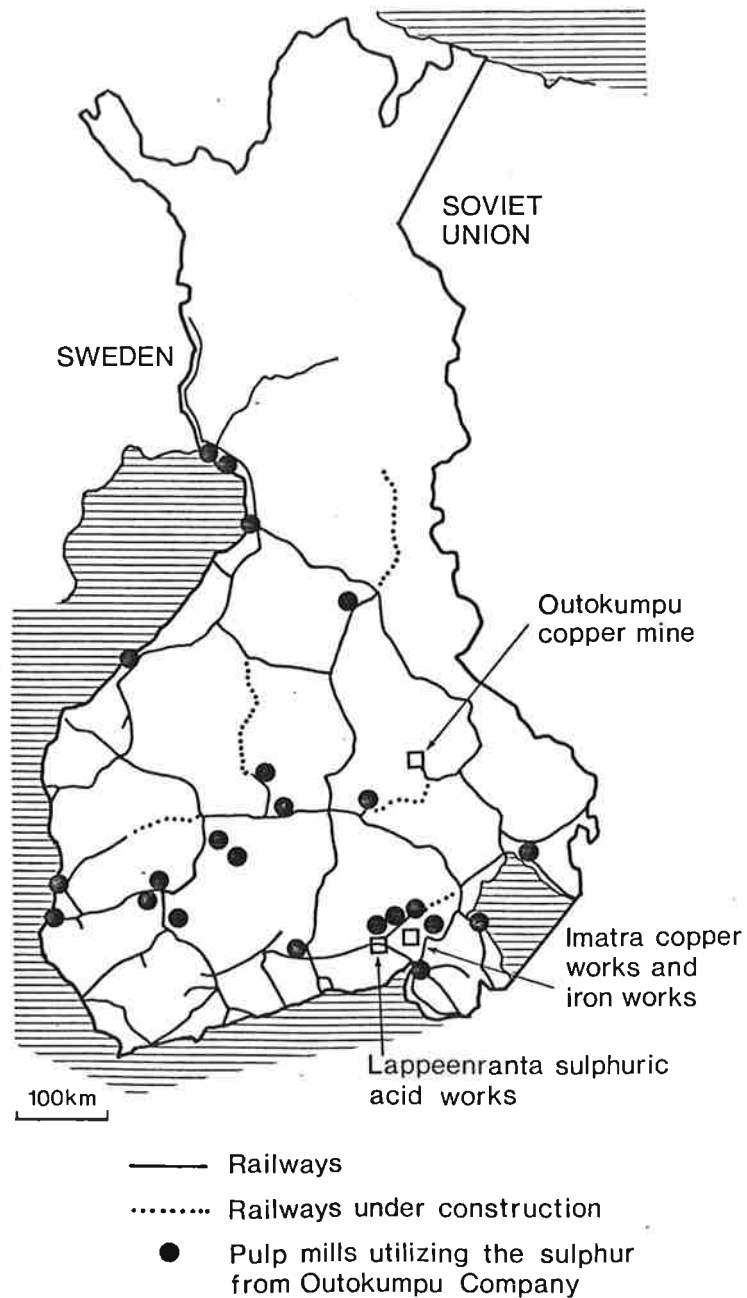 SOVIET
UNION
SWEDEN
Outokumpu
copper mine
Imatra copper
works and
iron works
Lappeenranta sulphuric
acid works
100km
Railways
Railways under construction
Pulp mills utilizing the sulphur
from Outokumpu Company